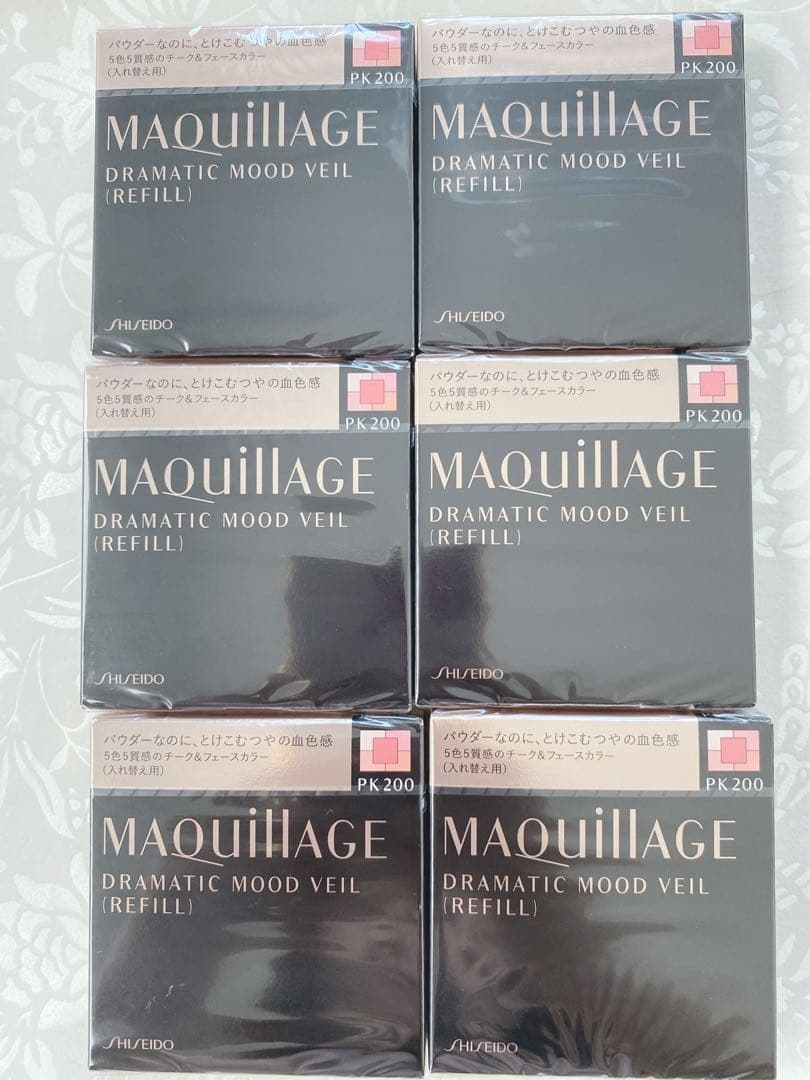 パウダーなのに、とけこむつやの血色感
5色5質感のチーク&フェースカラー
(入れ替え用)
PK200
MAQuillAGE
DRAMATIC MOOD VEIL
(REFILL)
SHISEIDO
パウダーなのに、とけこむつやの血色感
5色5質感のチーク&フェースカラー
(入れ替え用)
PK200
MAQuillAGE
DRAMATIC MOOD VEIL
(REFILL)
SHISEIDO
パウダーなのに、とけこむつやの血色感
5色5質感のチーク&フェースカラー
(入れ替え用)
PK200
MAQuillAGE
DRAMATIC MOOD VEIL
(REFILL)
SHISEIDO
パウダーなのに、とけこむつやの血色感
5色5質感のチーク&フェースカラー
(入れ替え用)
PK200
MAQuillAGE
DRAMATIC MOOD VEIL
(REFILL)
SHISEIDO
パウダーなのに、とけこむつやの血色感
5色5質感のチーク&フェースカラー
(入れ替え用)
PK200
MAQuillAGE
DRAMATIC MOOD VEIL
(REFILL)
SHISEIDO
パウダーなのに、とけこむつやの血色感
5色5質感のチーク&フェースカラー
(入れ替え用)
PK200
MAQuillAGE
DRAMATIC MOOD VEIL
(REFILL)
SHISEIDO